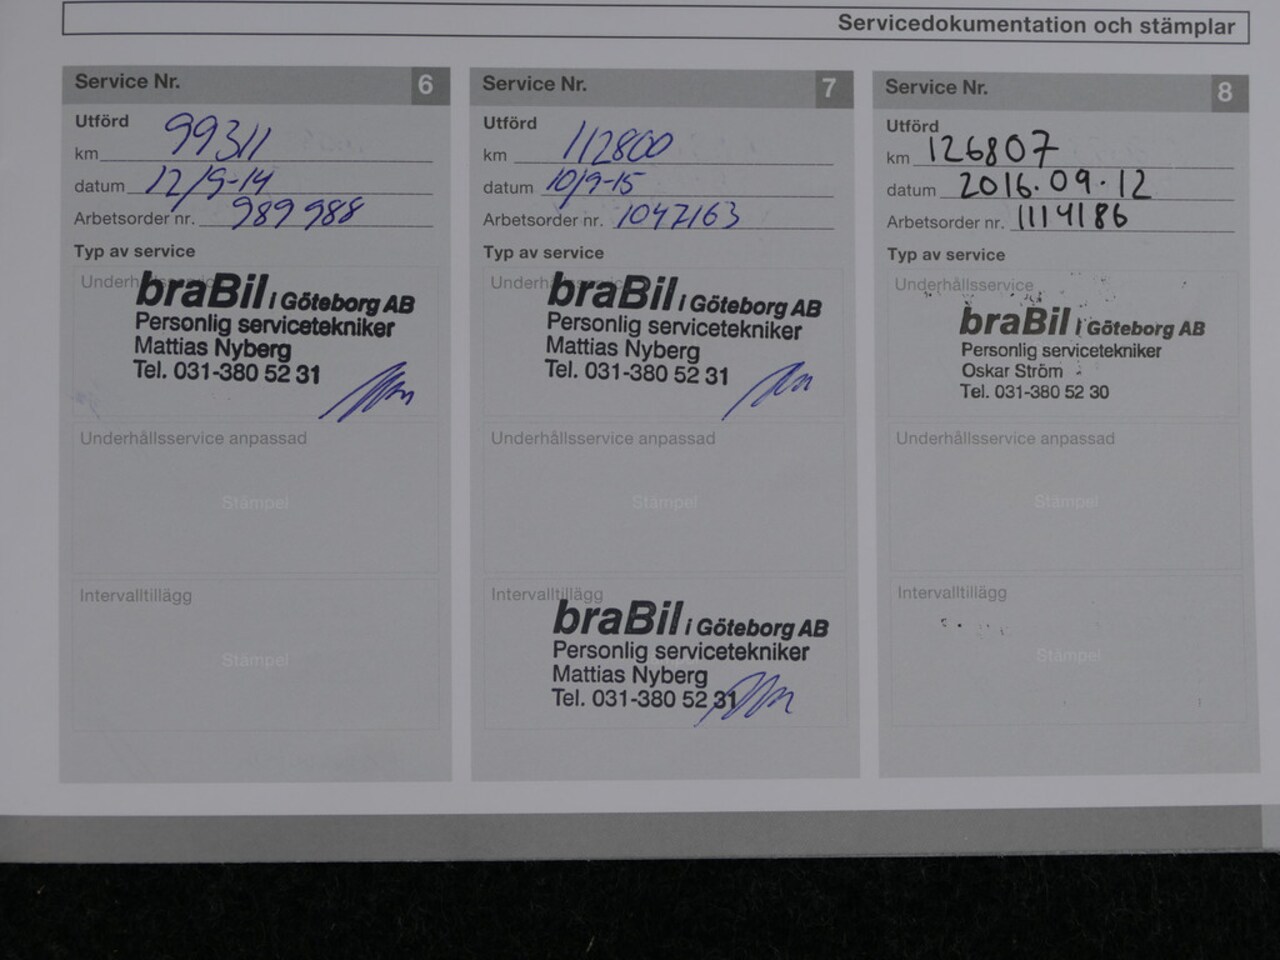 Servicedokumentation och stämplar
Service Nr. 6
Utförd
km 99311
datum 12/9-14
Arbetsorder nr. 989988
Typ av service
Underhållsservice
braBil i Göteborg AB
Personlig servicetekniker
Mattias Nyberg
Tel. 031-380 52 31
Underhållsservice anpassad
Stämpel
Intervalltillägg
Stämpel
Service Nr. 7
Utförd
km 112800
datum 10/9-15
Arbetsorder nr. 1047163
Typ av service
Underhållsservice
braBil i Göteborg AB
Personlig servicetekniker
Mattias Nyberg
Tel. 031-380 52 31
Underhållsservice anpassad
Stämpel
Intervalltillägg
braBil i Göteborg AB
Personlig servicetekniker
Mattias Nyberg
Tel. 031-380 52 31
Service Nr. 8
Utförd
km 126807
datum 2016.09.12
Arbetsorder nr. 1114186
Typ av service
Underhållsservice
braBil i Göteborg AB
Personlig servicetekniker
Oskar Ström
Tel. 031-380 52 30
Underhållsservice anpassad
Stämpel
Intervalltillägg
Stämpel